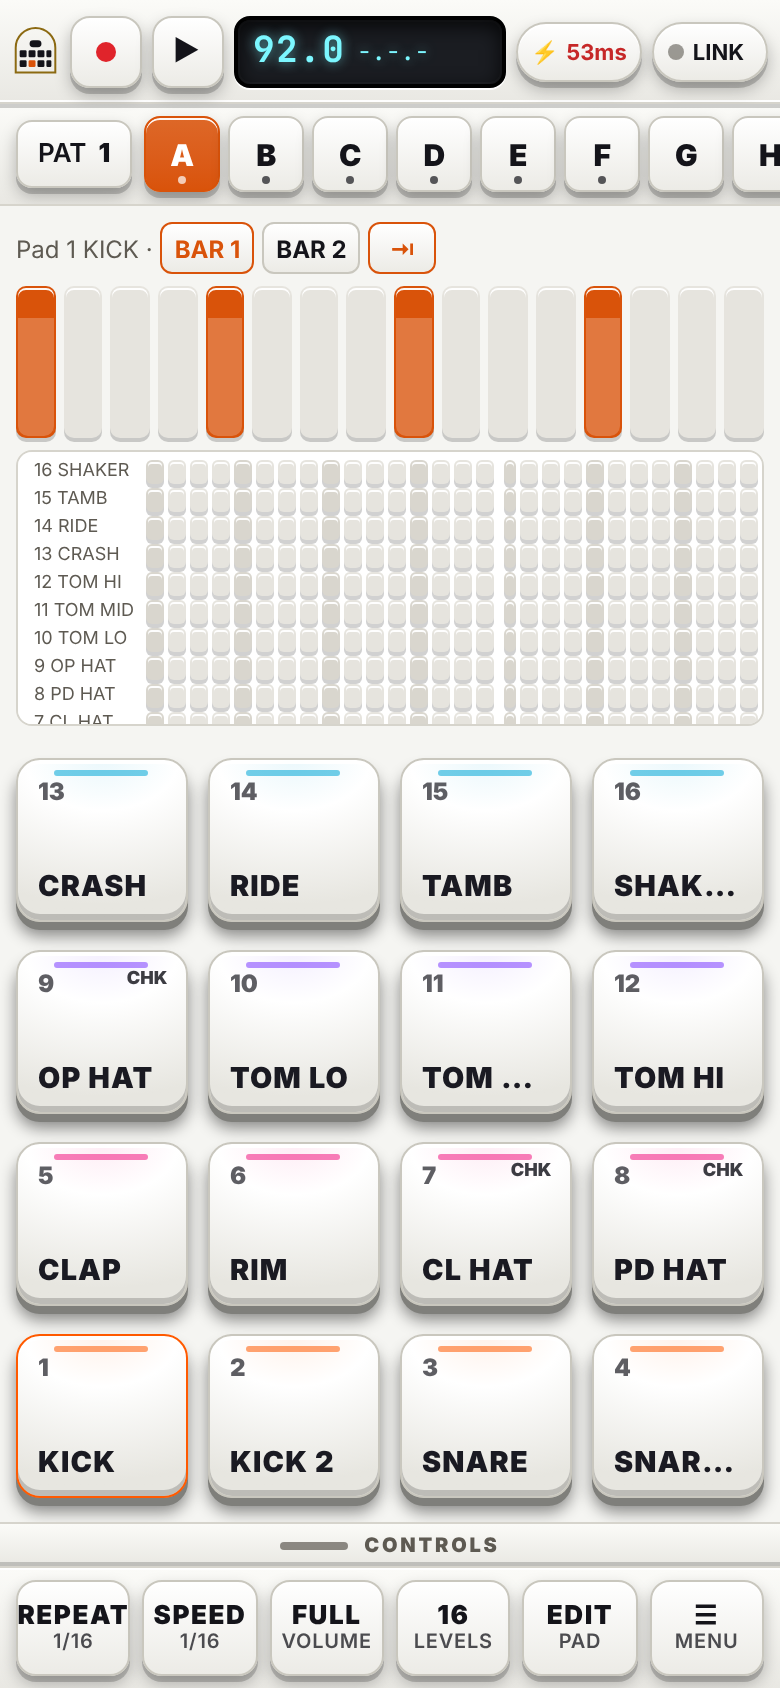 92.0 -.-.- ⚡ 53ms LINK
PAT 1 A B C D E F G H
Pad 1 KICK · BAR 1 BAR 2 ⇥
16 SHAKER
15 TAMB
14 RIDE
13 CRASH
12 TOM HI
11 TOM MID
10 TOM LO
9 OP HAT
8 PD HAT
7 CL HAT
13 14 15 16
CRASH RIDE TAMB SHAK...
9 CHK 10 11 12
OP HAT TOM LO TOM ... TOM HI
5 6 7 CHK 8 CHK
CLAP RIM CL HAT PD HAT
1 2 3 4
KICK KICK 2 SNARE SNAR...
CONTROLS
REPEAT SPEED FULL 16 EDIT ☰
1/16 1/16 VOLUME LEVELS PAD MENU